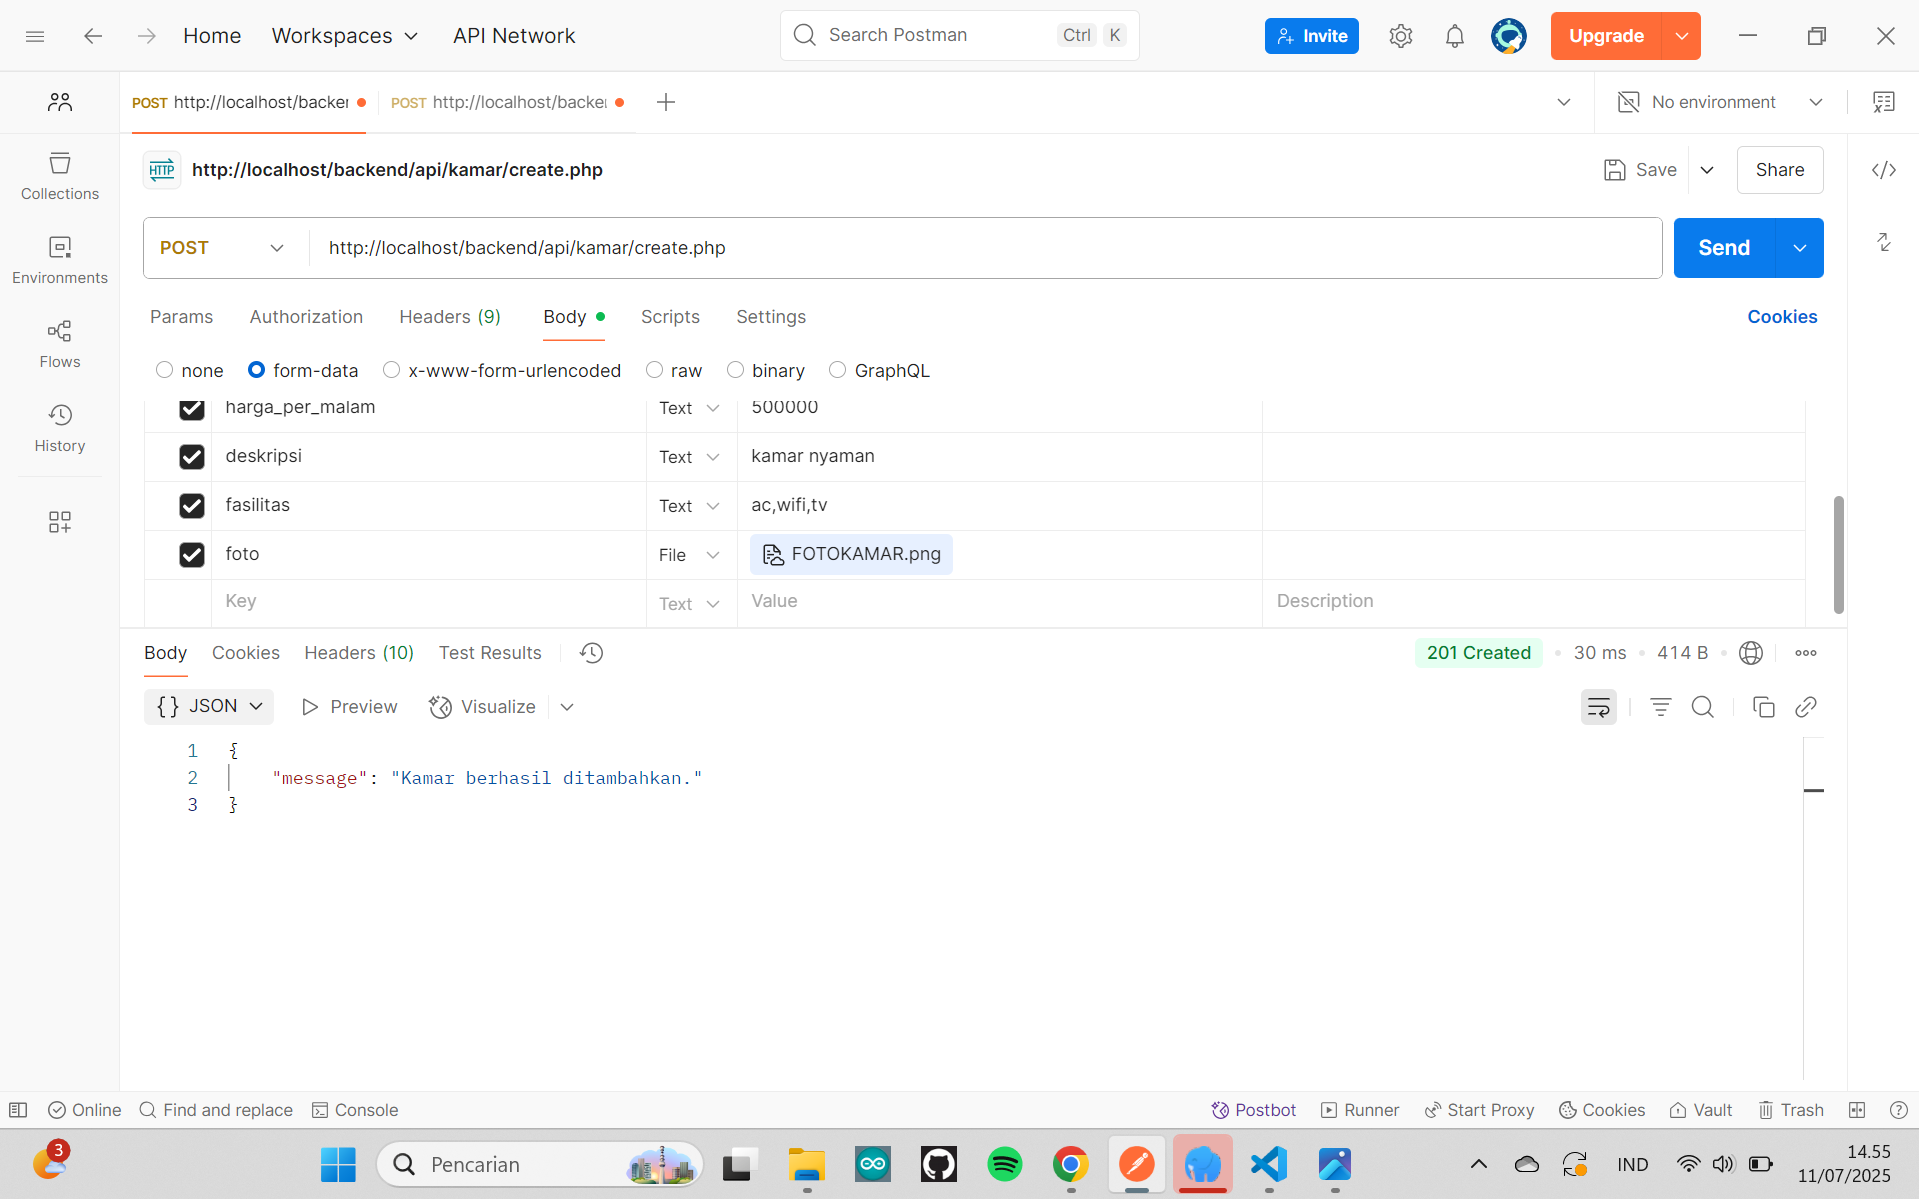 Home Workspaces API Network Search Postman Ctrl K Invite Upgrade
POST http://localhost/backe POST http://localhost/backe No environment
HTTP http://localhost/backend/api/kamar/create.php Save Share
POST http://localhost/backend/api/kamar/create.php Send
Params Authorization Headers (9) Body Scripts Settings Cookies
none form-data x-www-form-urlencoded raw binary GraphQL
harga_per_malam Text 500000
deskripsi Text kamar nyaman
fasilitas Text ac,wifi,tv
foto File FOTOKAMAR.png
Key Text Value Description
Collections
Environments
Flows
History
Body Cookies Headers (10) Test Results 201 Created • 30 ms • 414 B
{} JSON Preview Visualize
1 {
2 "message": "Kamar berhasil ditambahkan."
3 }
Online Find and replace Console Postbot Runner Start Proxy Cookies Vault Trash
3 Pencarian IND 14.55
11/07/2025